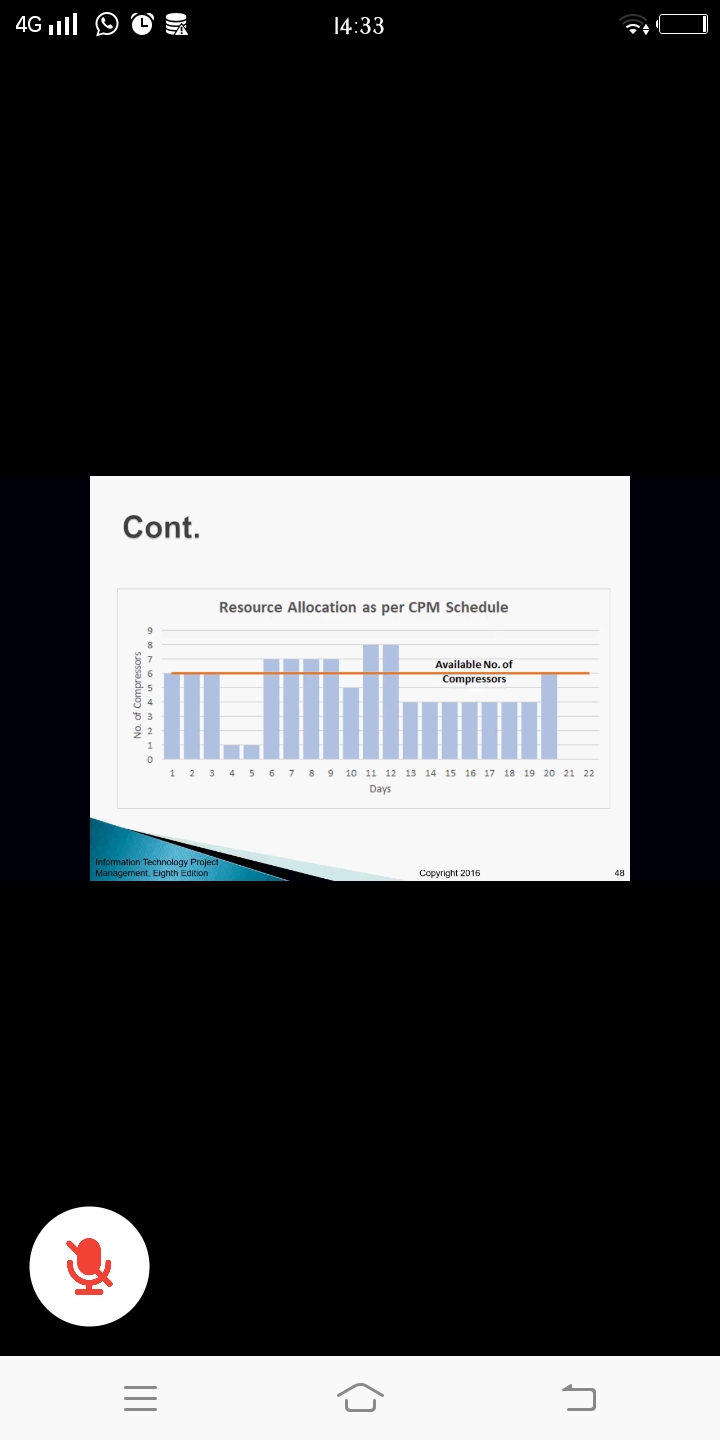 4G
14:33
Cont.
Resource Allocation as per CPM Schedule
9
8
7
6
5
4
3
2
1
0
No. of Compressors
Available No. of
Compressors
1 2 3 4 5 6 7 8 9 10 11 12 13 14 15 16 17 18 19 20 21 22
Days
Information Technology Project
Management, Eighth Edition
Copyright 2016
48